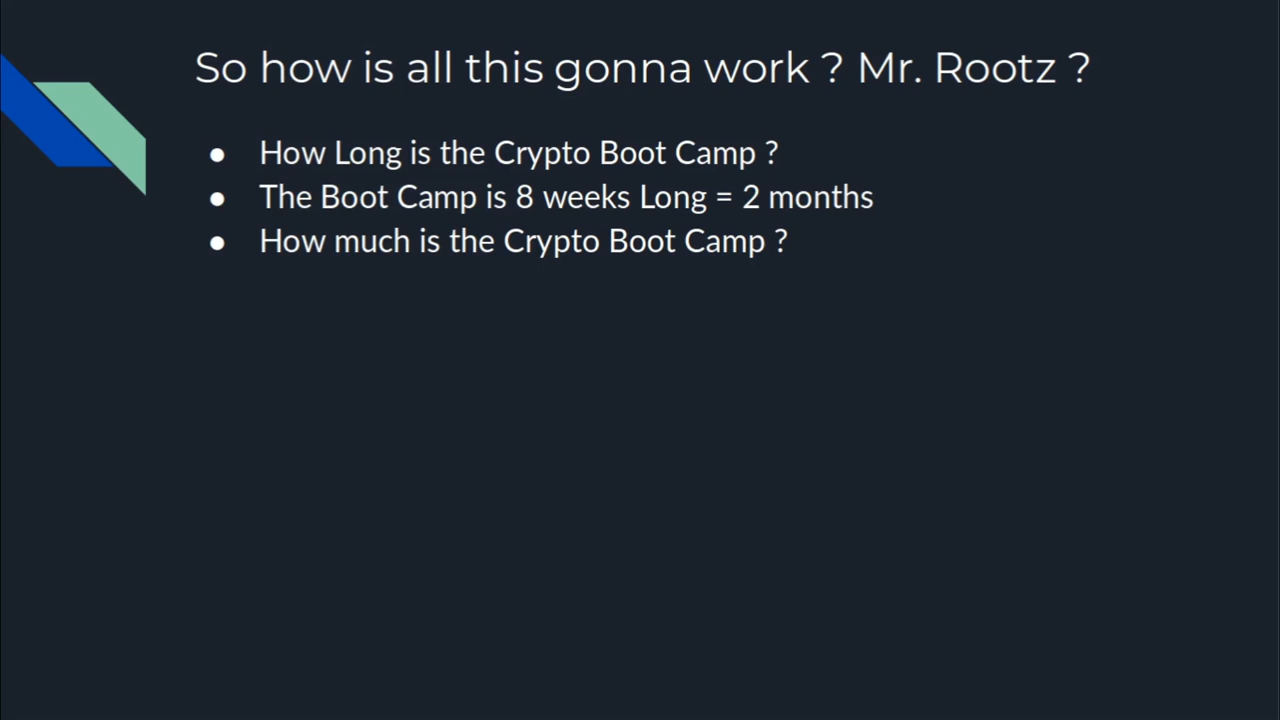 So how is all this gonna work ? Mr. Rootz ?
● How Long is the Crypto Boot Camp ?
● The Boot Camp is 8 weeks Long = 2 months
● How much is the Crypto Boot Camp ?